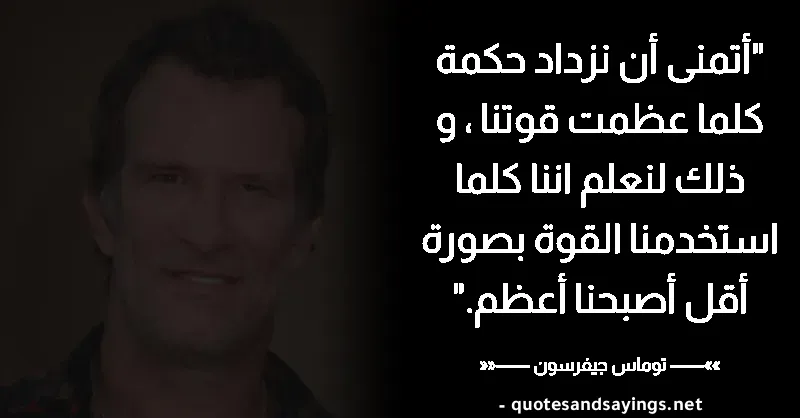 "أتمنى أن نزداد حكمة
كلما عظمت قوتنا ، و
ذلك لنعلم اننا كلما
استخدمنا القوة بصورة
أقل أصبحنا أعظم."
»—— توماس جيفرسون ——«
- quotesandsayings.net